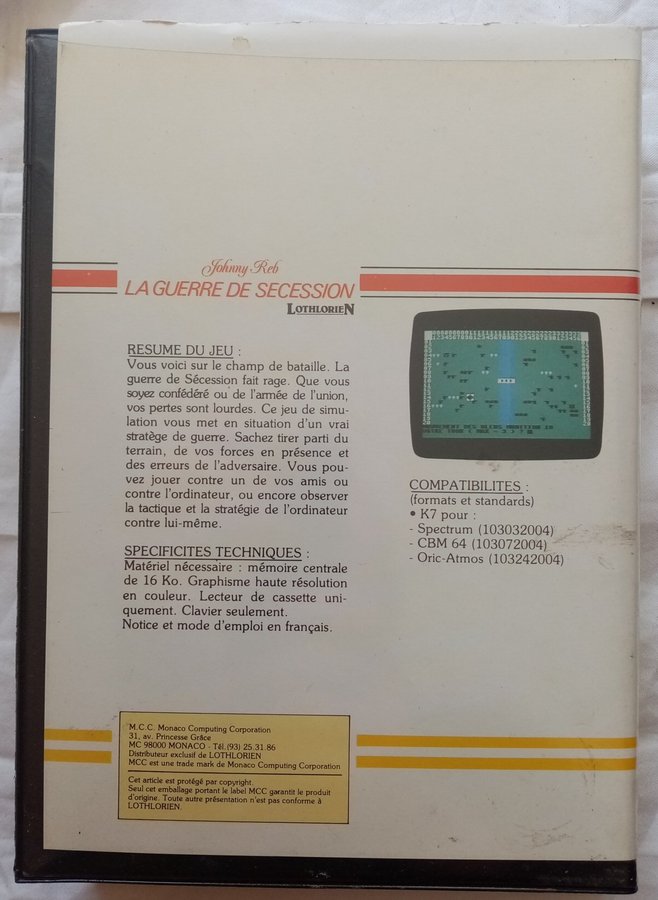 Johnny Reb
LA GUERRE DE SECESSION
LOTHLORIEN
RESUME DU JEU :
Vous voici sur le champ de bataille. La
guerre de Sécession fait rage. Que vous
soyez confédéré ou de l'armée de l'union,
vos pertes sont lourdes. Ce jeu de simu-
lation vous met en situation d'un vrai
stratège de guerre. Sachez tirer parti du
terrain, de vos forces en présence et
des erreurs de l'adversaire. Vous pou-
vez jouer contre un de vos amis ou
contre l'ordinateur, ou encore observer
la tactique et la stratégie de l'ordinateur
contre lui-même.
SPECIFICITES TECHNIQUES :
Matériel nécessaire : mémoire centrale
de 16 Ko. Graphisme haute résolution
en couleur. Lecteur de cassette uni-
quement. Clavier seulement.
Notice et mode d'emploi en français.
COMPATIBILITES :
(formats et standards)
• K7 pour :
- Spectrum (103032004)
- CBM 64 (103072004)
- Oric-Atmos (103242004)
M.C.C. Monaco Computing Corporation
31, av. Princesse Grâce
MC 98000 MONACO - Tél.(93) 25.31.86
Distributeur exclusif de LOTHLORIEN
MCC est une trade mark de Monaco Computing Corporation
Cet article est protégé par copyright.
Seul cet emballage portant le label MCC garantit le produit
d'origine. Toute autre présentation n'est pas conforme à
LOTHLORIEN.